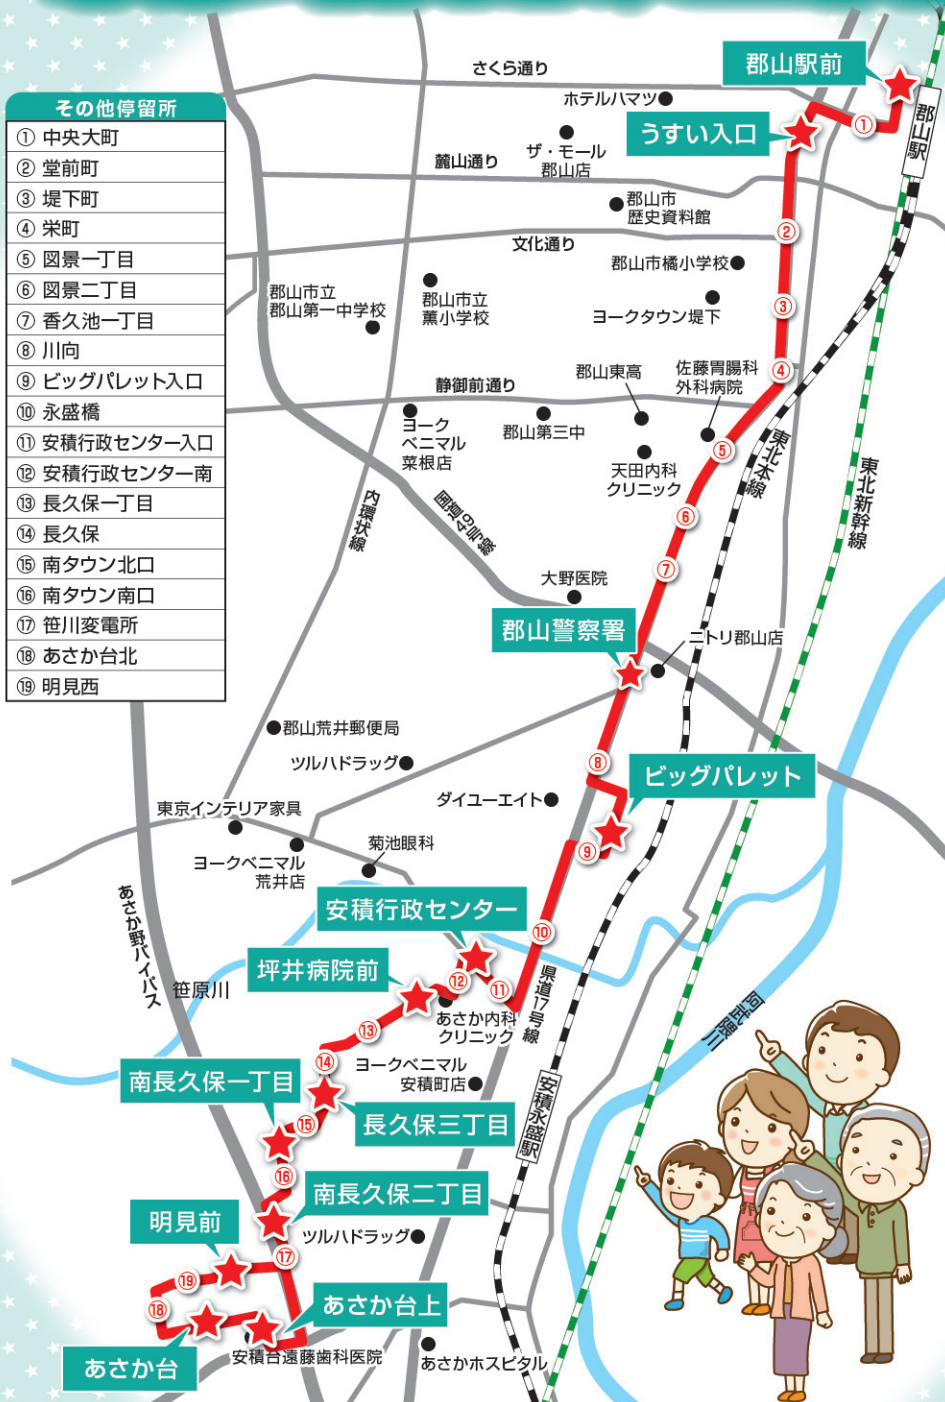 さくら通り
郡山駅前
ホテルハマツ
郡山駅
その他停留所
① 中央大町
② 堂前町
③ 堤下町
④ 栄町
⑤ 図景一丁目
⑥ 図景二丁目
⑦ 香久池一丁目
⑧ 川向
⑨ ビッグパレット入口
⑩ 永盛橋
⑪ 安積行政センター入口
⑫ 安積行政センター南
⑬ 長久保一丁目
⑭ 長久保
⑮ 南タウン北口
⑯ 南タウン南口
⑰ 笹川変電所
⑱ あさか台北
⑲ 明見西
うすい入口
①
ザ・モール
郡山店
麓山通り
郡山市
歴史資料館
②
文化通り
郡山市橘小学校
郡山市立
郡山第一中学校
郡山市立
薫小学校
ヨークタウン堤下
③
郡山東高
佐藤胃腸科
外科病院
④
静御前通り
ヨーク
ベニマル
菜根店
郡山第三中
天田内科
クリニック
⑤
東北本線
東北新幹線
内環状線
国道49号線
⑥
⑦
大野医院
郡山警察署
ニトリ郡山店
郡山荒井郵便局
ツルハドラッグ
⑧
ビッグパレット
ダイユーエイト
東京インテリア家具
ヨークベニマル
荒井店
菊池眼科
⑨
あさか野バイパス
安積行政センター
⑩
坪井病院前
笹原川
⑫
⑪
県道17号線
阿武隈川
あさか内科
クリニック
⑬
⑭
ヨークベニマル
安積町店
南長久保一丁目
長久保三丁目
安積永盛駅
⑮
⑯
南長久保二丁目
明見前
ツルハドラッグ
⑰
⑲
⑱
あさか台上
あさか台
安積台遠藤歯科医院
あさかホスピタル